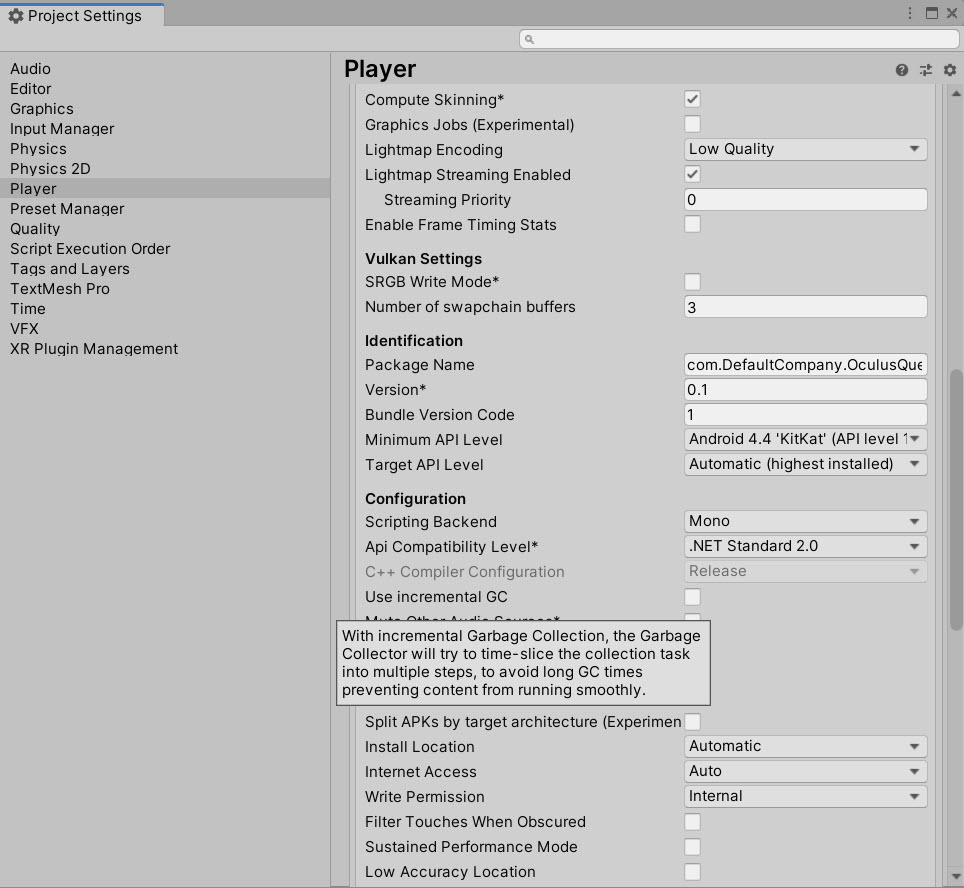 Project Settings
Audio
Editor
Graphics
Input Manager
Physics
Physics 2D
Player
Preset Manager
Quality
Script Execution Order
Tags and Layers
TextMesh Pro
Time
VFX
XR Plugin Management
Player
Compute Skinning*
Graphics Jobs (Experimental)
Lightmap Encoding Low Quality
Lightmap Streaming Enabled
Streaming Priority 0
Enable Frame Timing Stats
Vulkan Settings
SRGB Write Mode*
Number of swapchain buffers 3
Identification
Package Name com.DefaultCompany.OculusQue
Version* 0.1
Bundle Version Code 1
Minimum API Level Android 4.4 'KitKat' (API level 1
Target API Level Automatic (highest installed)
Configuration
Scripting Backend Mono
Api Compatibility Level* .NET Standard 2.0
C++ Compiler Configuration Release
Use incremental GC
Mute Other Audio Sources*
With incremental Garbage Collection, the Garbage
Collector will try to time-slice the collection task
into multiple steps, to avoid long GC times
preventing content from running smoothly.
Split APKs by target architecture (Experimen
Install Location Automatic
Internet Access Auto
Write Permission Internal
Filter Touches When Obscured
Sustained Performance Mode
Low Accuracy Location